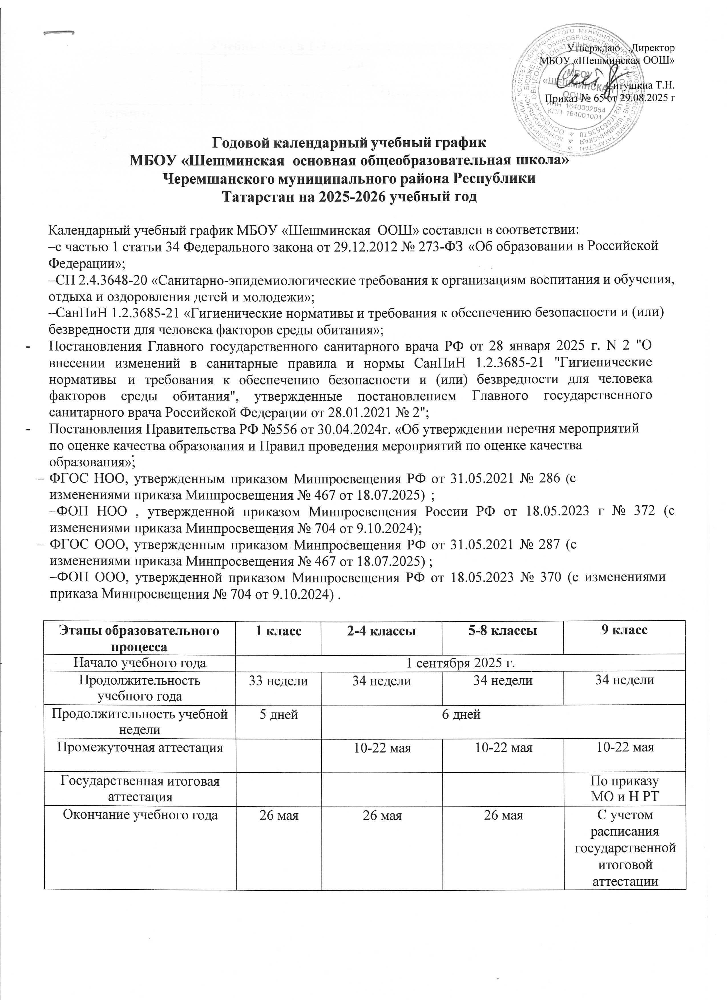 Утверждаю .Директор
МБОУ «Шешминская ООШ»
Ситушкиа Т.Н.
Приказ № 65 от 29.08.2025 г
МБОУ
«ШЕШМИНСКАЯ
ООШ»
ИНН 1640002054
КПП 164001001
Годовой календарный учебный график
МБОУ «Шешминская основная общеобразовательная школа»
Черемшанского муниципального района Республики
Татарстан на 2025-2026 учебный год
Календарный учебный график МБОУ «Шешминская ООШ» составлен в соответствии:
–с частью 1 статьи 34 Федерального закона от 29.12.2012 № 273-ФЗ «Об образовании в Российской
Федерации»;
–СП 2.4.3648-20 «Санитарно-эпидемиологические требования к организациям воспитания и обучения,
отдыха и оздоровления детей и молодежи»;
--СанПиН 1.2.3685-21 «Гигиенические нормативы и требования к обеспечению безопасности и (или)
безвредности для человека факторов среды обитания»;
- Постановления Главного государственного санитарного врача РФ от 28 января 2025 г. N 2 "О
внесении изменений в санитарные правила и нормы СанПиН 1.2.3685-21 "Гигиенические
нормативы и требования к обеспечению безопасности и (или) безвредности для человека
факторов среды обитания", утвержденные постановлением Главного государственного
санитарного врача Российской Федерации от 28.01.2021 № 2";
- Постановления Правительства РФ №556 от 30.04.2024г. «Об утверждении перечня мероприятий
по оценке качества образования и Правил проведения мероприятий по оценке качества
образования»;
– ФГОС НОО, утвержденным приказом Минпросвещения РФ от 31.05.2021 № 286 (с
изменениями приказа Минпросвещения № 467 от 18.07.2025) ;
–ФОП НОО , утвержденной приказом Минпросвещения России РФ от 18.05.2023 г № 372 (с
изменениями приказа Минпросвещения № 704 от 9.10.2024);
– ФГОС ООО, утвержденным приказом Минпросвещения РФ от 31.05.2021 № 287 (с
изменениями приказа Минпросвещения № 467 от 18.07.2025) ;
–ФОП ООО, утвержденной приказом Минпросвещения РФ от 18.05.2023 № 370 (с изменениями
приказа Минпросвещения № 704 от 9.10.2024) .
Этапы образовательного процесса 1 класс 2-4 классы 5-8 классы 9 класс
Начало учебного года 1 сентября 2025 г.
Продолжительность учебного года 33 недели 34 недели 34 недели 34 недели
Продолжительность учебной недели 5 дней 6 дней
Промежуточная аттестация 10-22 мая 10-22 мая 10-22 мая
Государственная итоговая аттестация По приказу МО и Н РТ
Окончание учебного года 26 мая 26 мая 26 мая С учетом
расписания
государственной
итоговой
аттестации